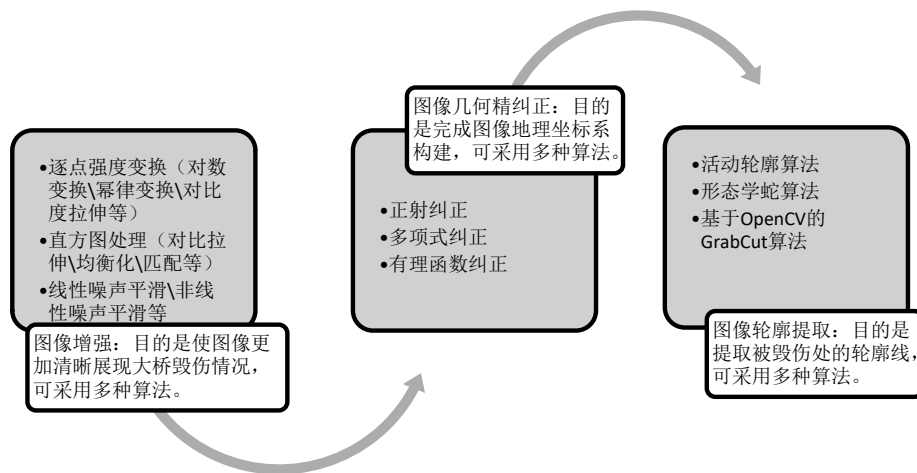 •逐点强度变换（对数
变换\幂律变换\对比
度拉伸等）
•直方图处理（对比拉
伸\均衡化\匹配等）
•线性噪声平滑\非线
性噪声平滑等
图像增强：目的是使图像更
加清晰展现大桥毁伤情况，
可采用多种算法。
图像几何精纠正：目的
是完成图像地理坐标系
构建，可采用多种算法。
•正射纠正
•多项式纠正
•有理函数纠正
•活动轮廓算法
•形态学蛇算法
•基于OpenCV的
GrabCut算法
图像轮廓提取：目的是
提取被毁伤处的轮廓线，
可采用多种算法。